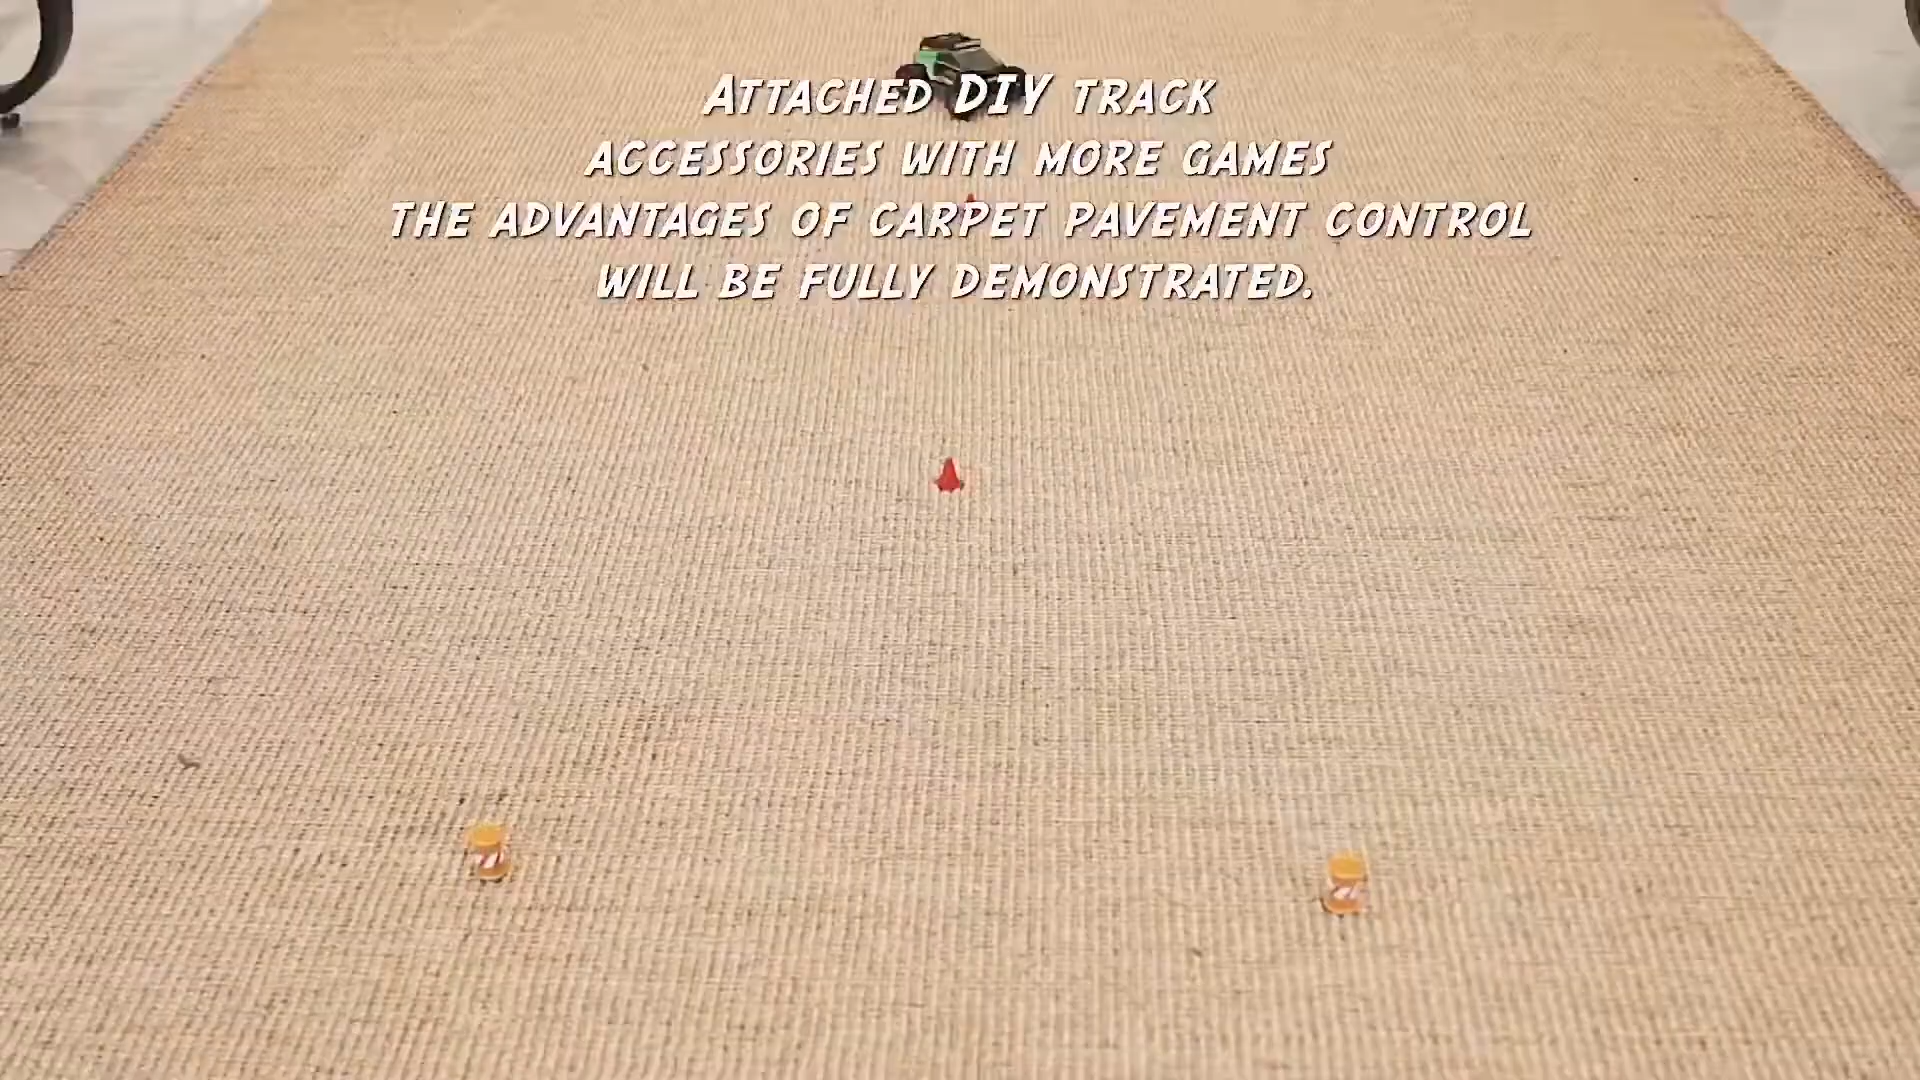 ATTACHED DIY TRACK
ACCESSORIES WITH MORE GAMES
THE ADVANTAGES OF CARPET PAVEMENT CONTROL
WILL BE FULLY DEMONSTRATED.